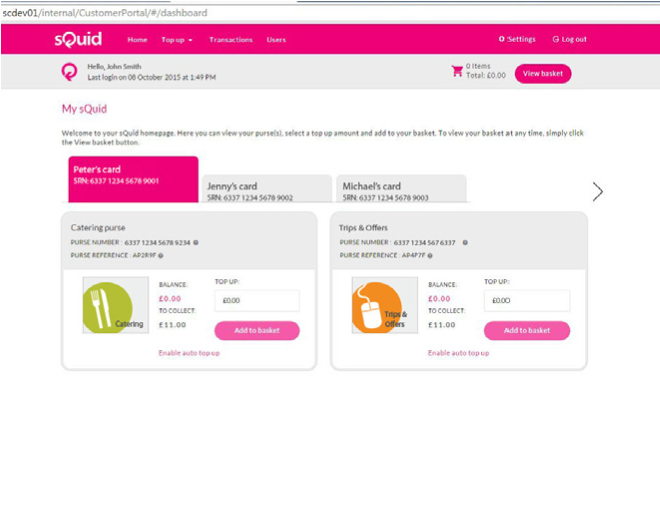 scdev01/internal/CustomerPortal/#/dashboard
sQuid Home Top up Transactions Users Settings Log out
Hello, John Smith
Last login on 08 October 2015 at 1:49 PM
0 Items
Total: £0.00
View basket
My sQuid
Welcome to your sQuid homepage. Here you can view your purse(s), select a top up amount and add to your basket. To view your basket at any time, simply click
the View basket button.
Peter's card
SRN: 6337 1234 5678 9001
Jenny's card
SRN: 6337 1234 5678 9002
Michael's card
SRN: 6337 1234 5678 9003
Catering purse
PURSE NUMBER : 6337 1234 5678 9234
PURSE REFERENCE : AP2R9F
Catering
BALANCE:
£0.00
TO COLLECT:
£11.00
TOP UP:
£0.00
Add to basket
Enable auto top up
Trips & Offers
PURSE NUMBER : 6337 1234 567 6337
PURSE REFERENCE : AP4F7F
Trips &
Offers
BALANCE:
£0.00
TO COLLECT:
£11.00
TOP UP:
£0.00
Add to basket
Enable auto top up